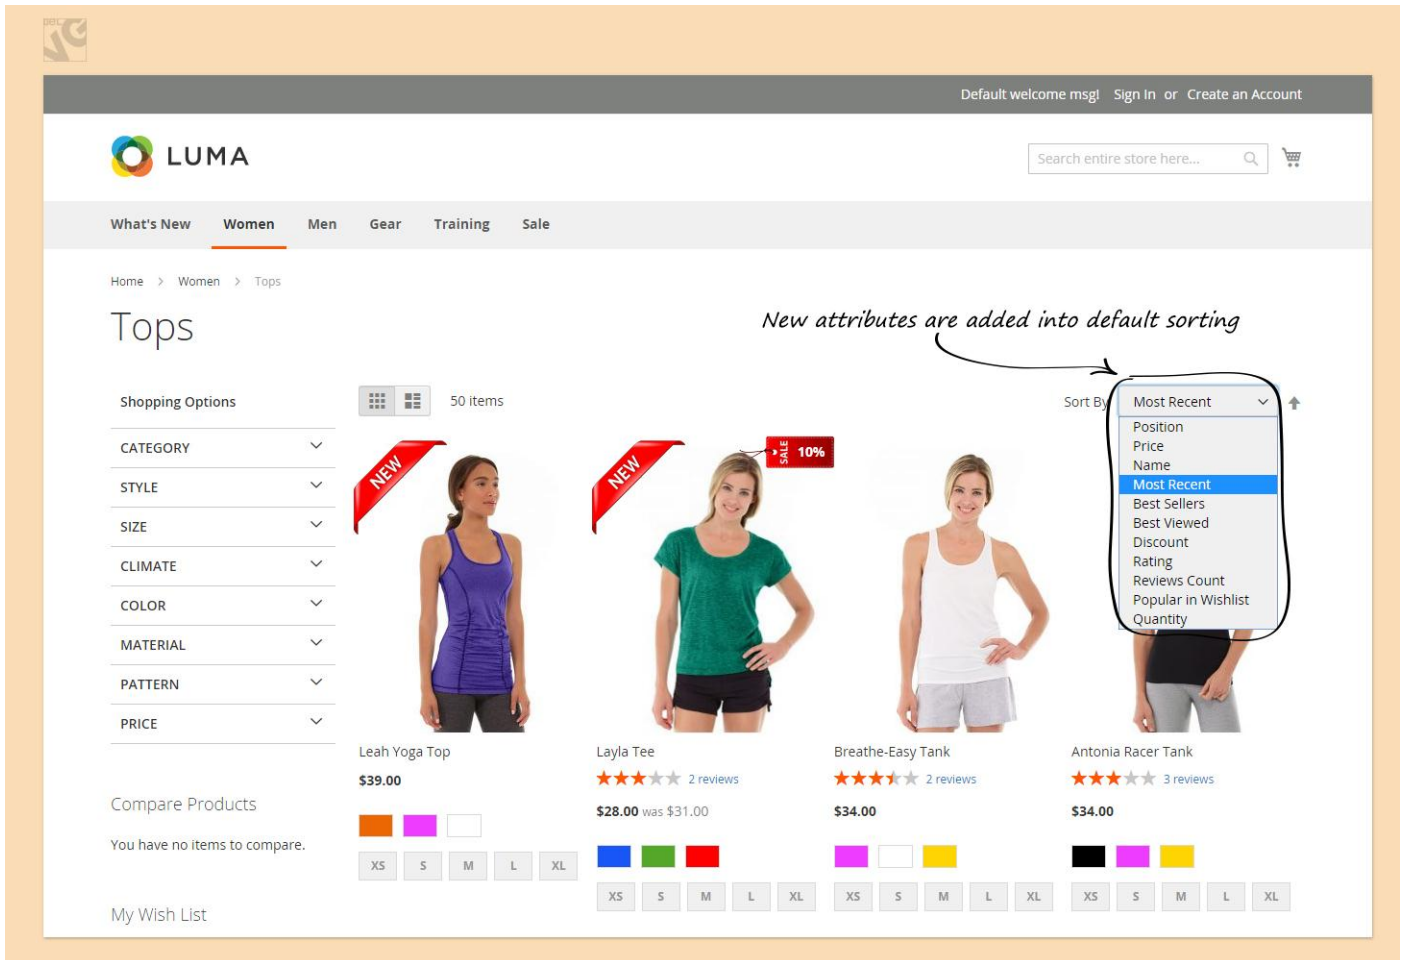 bel
VG
Default welcome msg! Sign In or Create an Account
LUMA
Search entire store here...
What's New Women Men Gear Training Sale
Home > Women > Tops
Tops
New attributes are added into default sorting
Shopping Options
50 items
Sort By
Most Recent
Position
Price
Name
Most Recent
Best Sellers
Best Viewed
Discount
Rating
Reviews Count
Popular in Wishlist
Quantity
CATEGORY
STYLE
SIZE
CLIMATE
COLOR
MATERIAL
PATTERN
PRICE
NEW
NEW
SALE 10%
Leah Yoga Top
$39.00
XS S M L XL
Layla Tee
2 reviews
$28.00 was $31.00
XS S M L XL
Breathe-Easy Tank
2 reviews
$34.00
XS S M L XL
Antonia Racer Tank
3 reviews
$34.00
XS S M L XL
Compare Products
You have no items to compare.
My Wish List